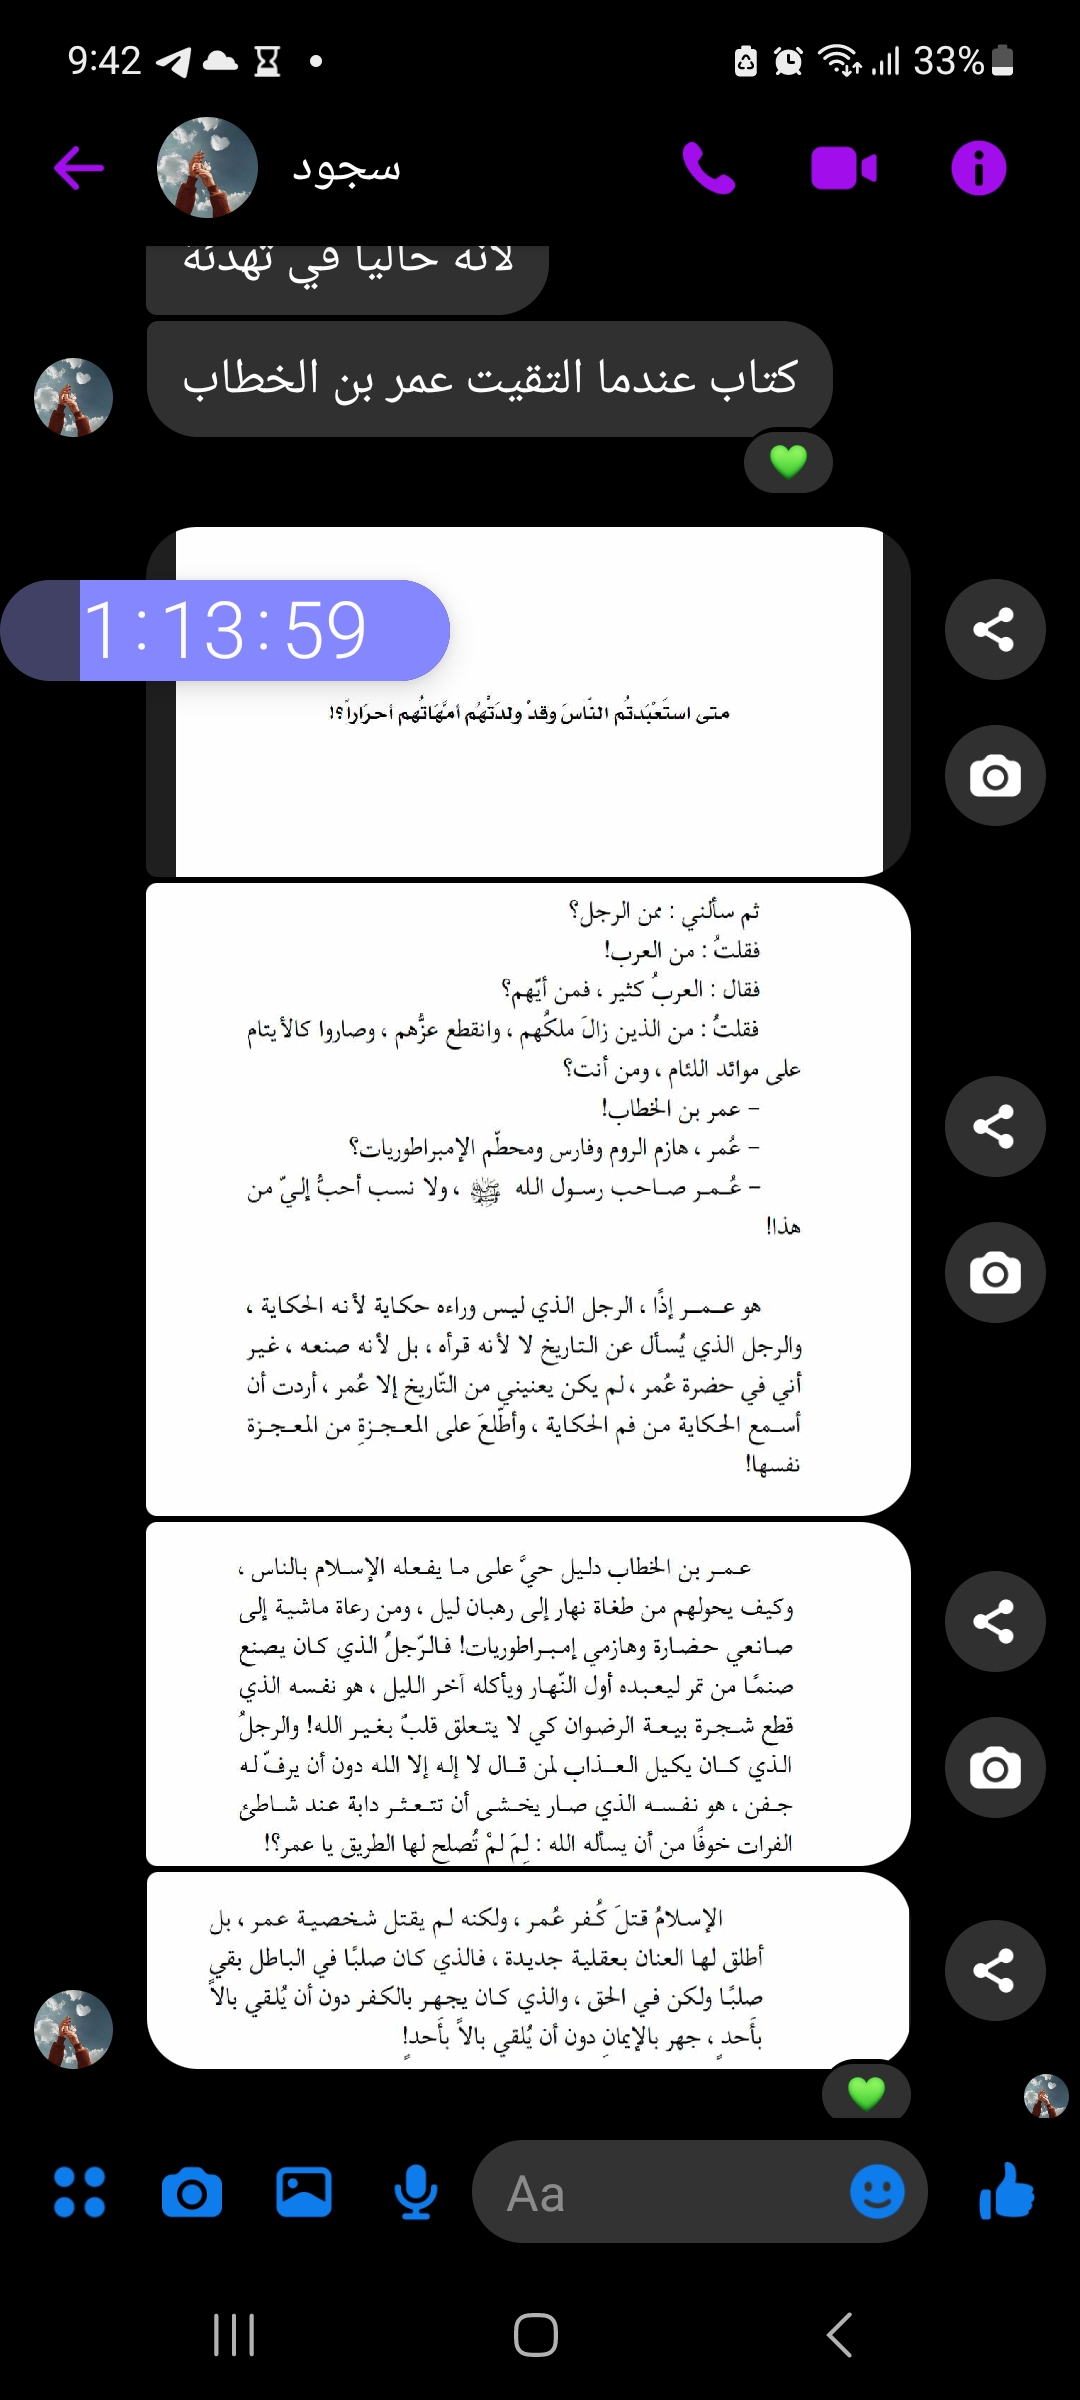 9:42
33%
سجود
لأنه حاليا في تهدئة
كتاب عندما التقيت عمر بن الخطاب
1:13:59
متى استَعْبَدتُم النّاسَ وقدْ ولدَتْهُم أمَّهَاتُهم أحرَاراً؟!
ثم سألني : ممن الرجل؟
فقلتُ : من العرب!
فقال : العربُ كثير ، فمن أيّهم؟
فقلتُ : من الذين زالَ ملكُهم ، وانقطع عزُّهم ، وصاروا كالأيتام
على موائد اللئام ، ومن أنت؟
– عمر بن الخطاب!
– عُمر ، هازم الروم وفارس ومحطّم الإمبراطوريات؟
– عُمر صاحب رسول الله ﷺ ، ولا نسب أحبُّ إليّ من
هذا!
هو عمر إذًا ، الرجل الذي ليس وراءه حكاية لأنه الحكاية ،
والرجل الذي يُسأل عن التاريخ لا لأنه قرأه ، بل لأنه صنعه ، غير
أني في حضرة عُمر ، لم يكن يعنيني من التّاريخ إلا عُمر ، أردت أن
أسمع الحكاية من فم الحكاية ، وأطّلعَ على المعجزةِ من المعجزة
نفسها!
عمر بن الخطاب دليل حيَّ على ما يفعله الإسلام بالناس ،
وكيف يحولهم من طغاة نهار إلى رهبان ليل ، ومن رعاة ماشية إلى
صانعي حضارة وهازمي إمبراطوريات! فالرّجلُ الذي كان يصنع
صنمًا من تمر ليعبده أول النّهار ويأكله آخر الليل ، هو نفسه الذي
قطع شجرة بيعة الرضوان كي لا يتعلق قلبٌ بغير الله! والرجلُ
الذي كان يكيل العذاب لمن قال لا إله إلا الله دون أن يرفّ له
جفن ، هو نفسه الذي صار يخشى أن تتعثر دابة عند شاطئ
الفرات خوفًا من أن يسأله الله : لِمَ لمْ تُصلح لها الطريق يا عمر؟!
الإسلامُ قتلَ كُفر عُمر ، ولكنه لم يقتل شخصية عمر ، بل
أطلق لها العنان بعقلية جديدة ، فالذي كان صلبًا في الباطل بقي
صلبًا ولكن في الحق ، والذي كان يجهر بالكفر دون أن يُلقي بالاً
بأَحدٍ ، جهر بالإيمانِ دون أن يُلقي بالاً بأَحدٍ!
Aa